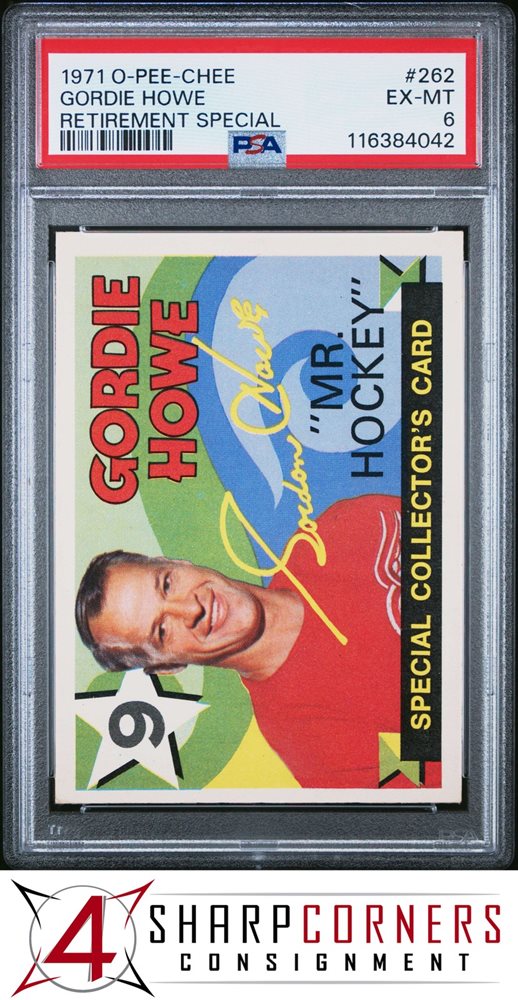 1971 O-PEE-CHEE #262
GORDIE HOWE EX-MT
RETIREMENT SPECIAL 6
PSA 116384042
GORDIE
HOWE
Gordon Howe
"MR.
HOCKEY"
SPECIAL COLLECTOR'S CARD
9
PSA
4 SHARPCORNERS
CONSIGNMENT